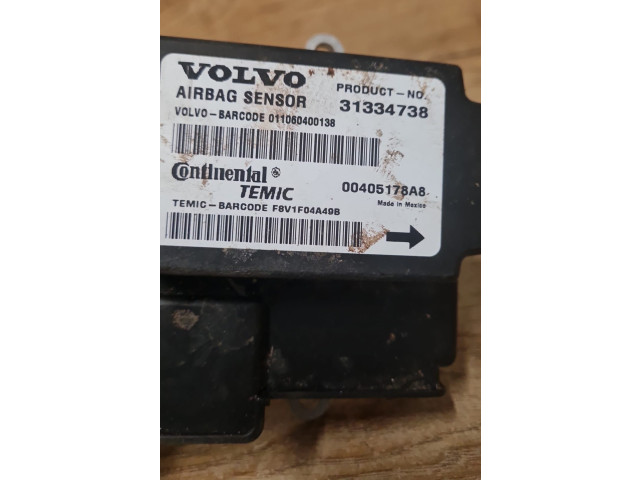 VOLVO
AIRBAG SENSOR
PRODUCT-NO.
31334738
VOLVO-BARCODE 011060400138
Continental
TEMIC
00405178A8
Made in Mexico
TEMIC-BARCODE F8V1F04A49B